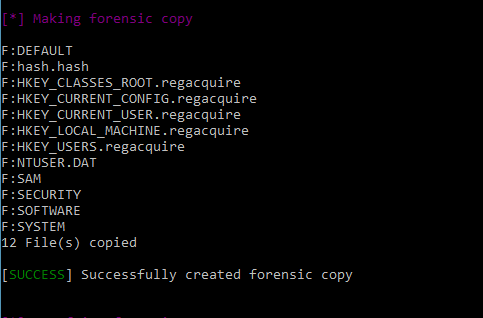 [*] Making forensic copy
F:DEFAULT
F:hash.hash
F:HKEY_CLASSES_ROOT.regacquire
F:HKEY_CURRENT_CONFIG.regacquire
F:HKEY_CURRENT_USER.regacquire
F:HKEY_LOCAL_MACHINE.regacquire
F:HKEY_USERS.regacquire
F:NTUSER.DAT
F:SAM
F:SECURITY
F:SOFTWARE
F:SYSTEM
12 File(s) copied
[SUCCESS] Successfully created forensic copy